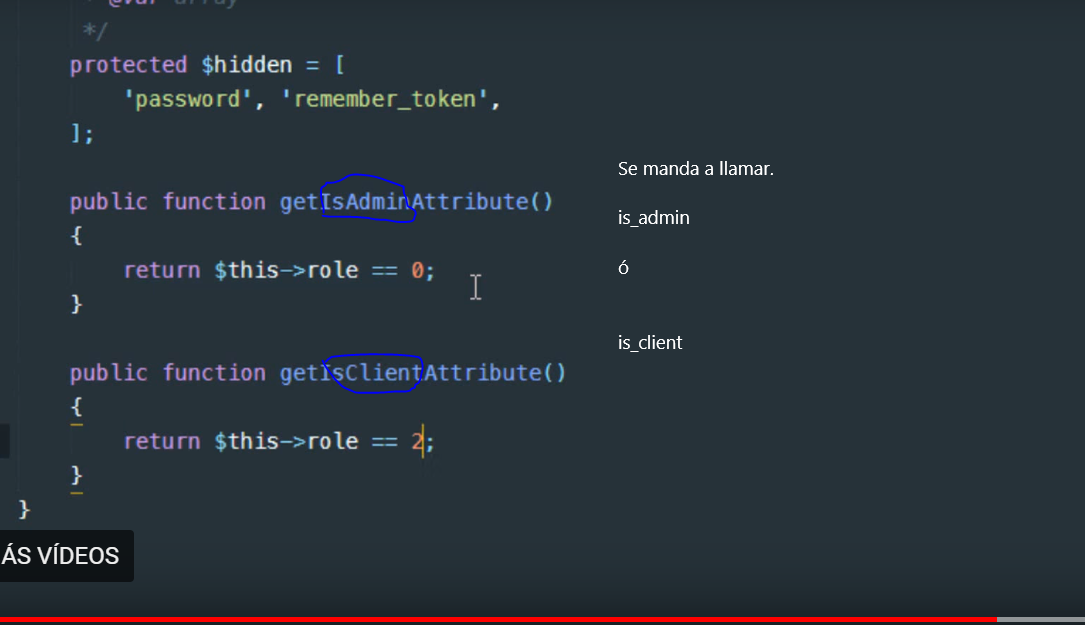 * @var array
*/
protected $hidden = [
'password', 'remember_token',
];
Se manda a llamar.
public function getIsAdminAttribute()
is_admin
{
return $this->role == 0;
ó
}
is_client
public function getIsClientAttribute()
{
return $this->role == 2;
}
}
ÁS VÍDEOS